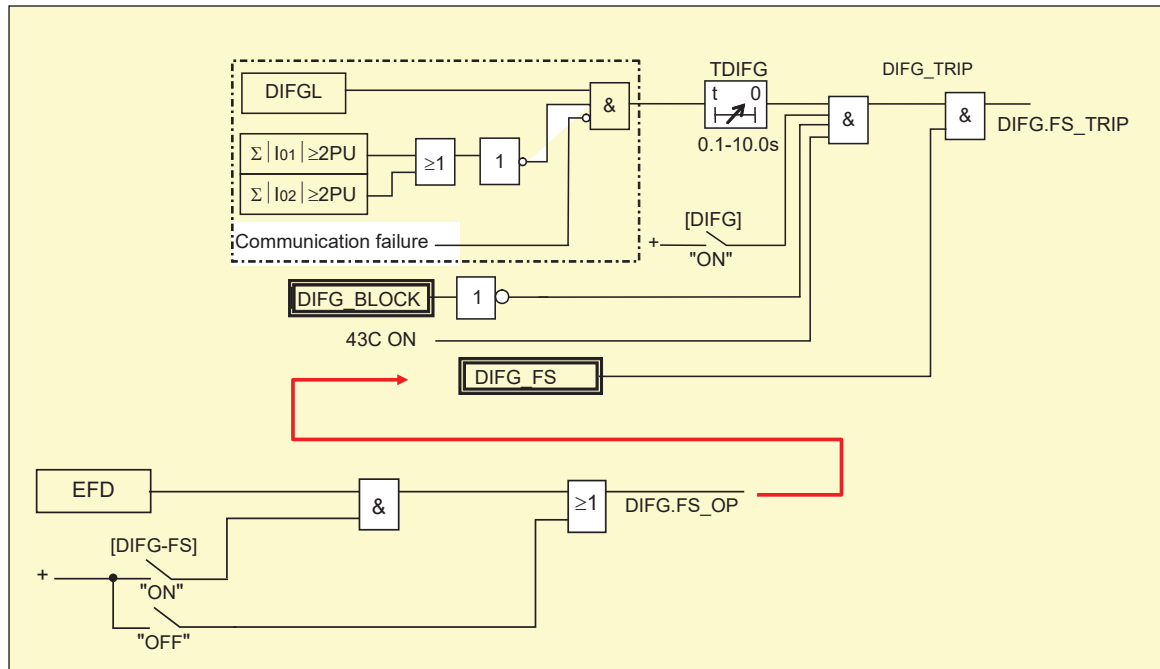 TDIFG
DIFG_TRIP
DIFGL
t 0
&
&
&
DIFG.FS_TRIP
0.1-10.0s
Σ|I01|≥2PU
≥1
1
Σ|I02|≥2PU
Communication failure
[DIFG]
+
"ON"
DIFG_BLOCK
1
43C ON
DIFG_FS
EFD
&
≥1
DIFG.FS_OP
[DIFG-FS]
+
"ON"
"OFF"